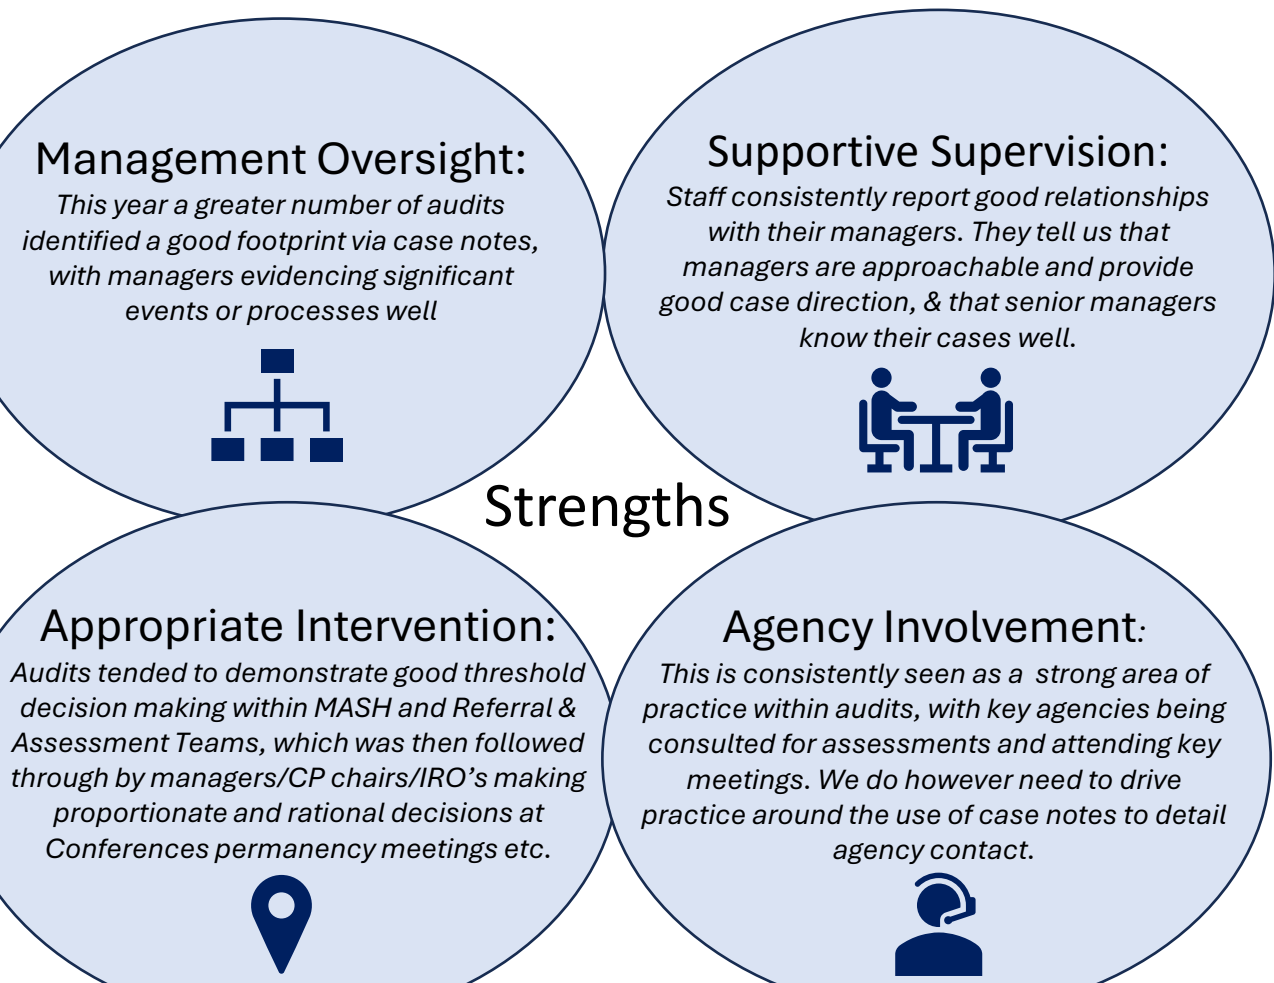 Management Oversight:
This year a greater number of audits
identified a good footprint via case notes,
with managers evidencing significant
events or processes well
Supportive Supervision:
Staff consistently report good relationships
with their managers. They tell us that
managers are approachable and provide
good case direction, & that senior managers
know their cases well.
Strengths
Appropriate Intervention:
Audits tended to demonstrate good threshold
decision making within MASH and Referral &
Assessment Teams, which was then followed
through by managers/CP chairs/IRO's making
proportionate and rational decisions at
Conferences permanency meetings etc.
Agency Involvement:
This is consistently seen as a  strong area of
practice within audits, with key agencies being
consulted for assessments and attending key
meetings. We do however need to drive
practice around the use of case notes to detail
agency contact.